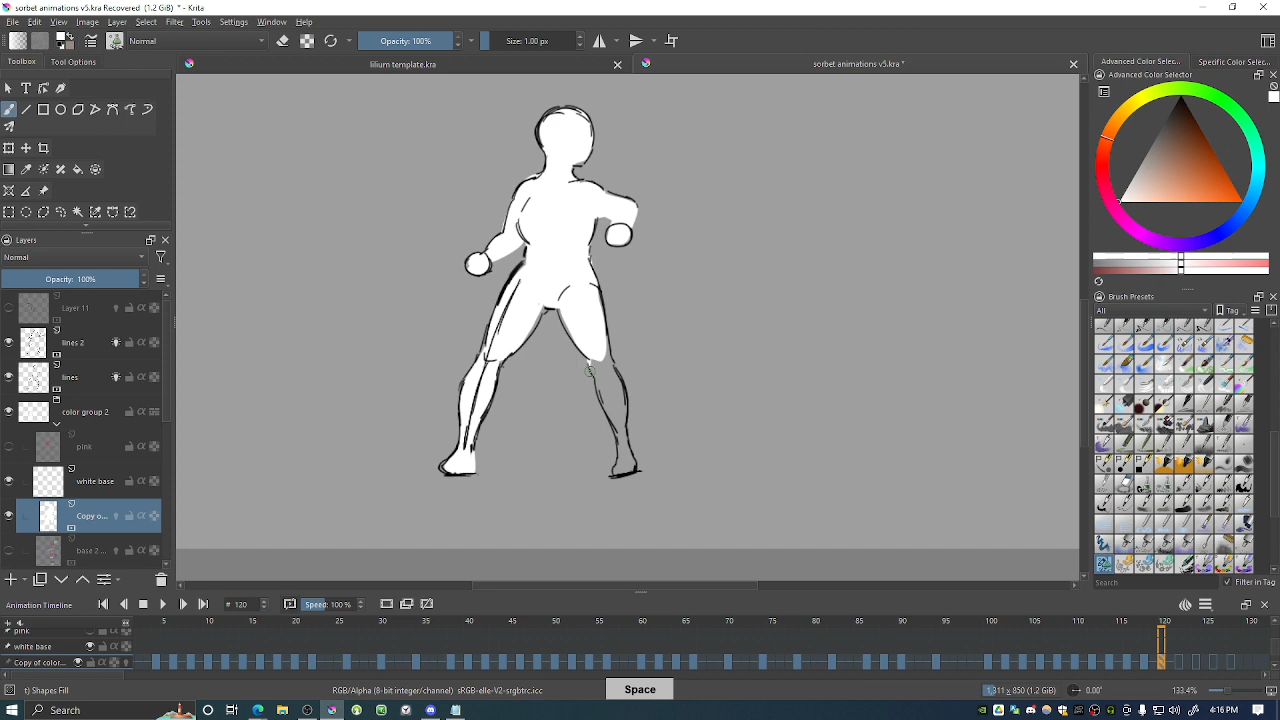 sorbet animations v5.kra Recovered (1.2 GiB) * - Krita
File Edit View Image Layer Select Filter Tools Settings Window Help
Normal Opacity: 100% Size: 1.00 px
Toolbox Tool Options
lilium template.kra
sorbet animations v5.kra *
Advanced Color Selec... Specific Color Selec...
Advanced Color Selector
Layers
Normal
Opacity: 100%
Layer 11
lines 2
lines
color group 2
pink
white base
Copy o...
base 2 ...
Brush Presets
All Tag
Search Filter in Tag
Animation Timeline # 120 Speed: 100 %
5 10 15 20 25 30 35 40 45 50 55 60 65 70 75 80 85 90 95 100 105 110 115 120 125 130
pink
white base
Copy of color...
t) Shapes Fill
RGB/Alpha (8-bit integer/channel) sRGB-elle-V2-srgbtrc.icc
Space
1,311 x 850 (1.2 GiB)
0.00°
133.4%
Search
4:16 PM